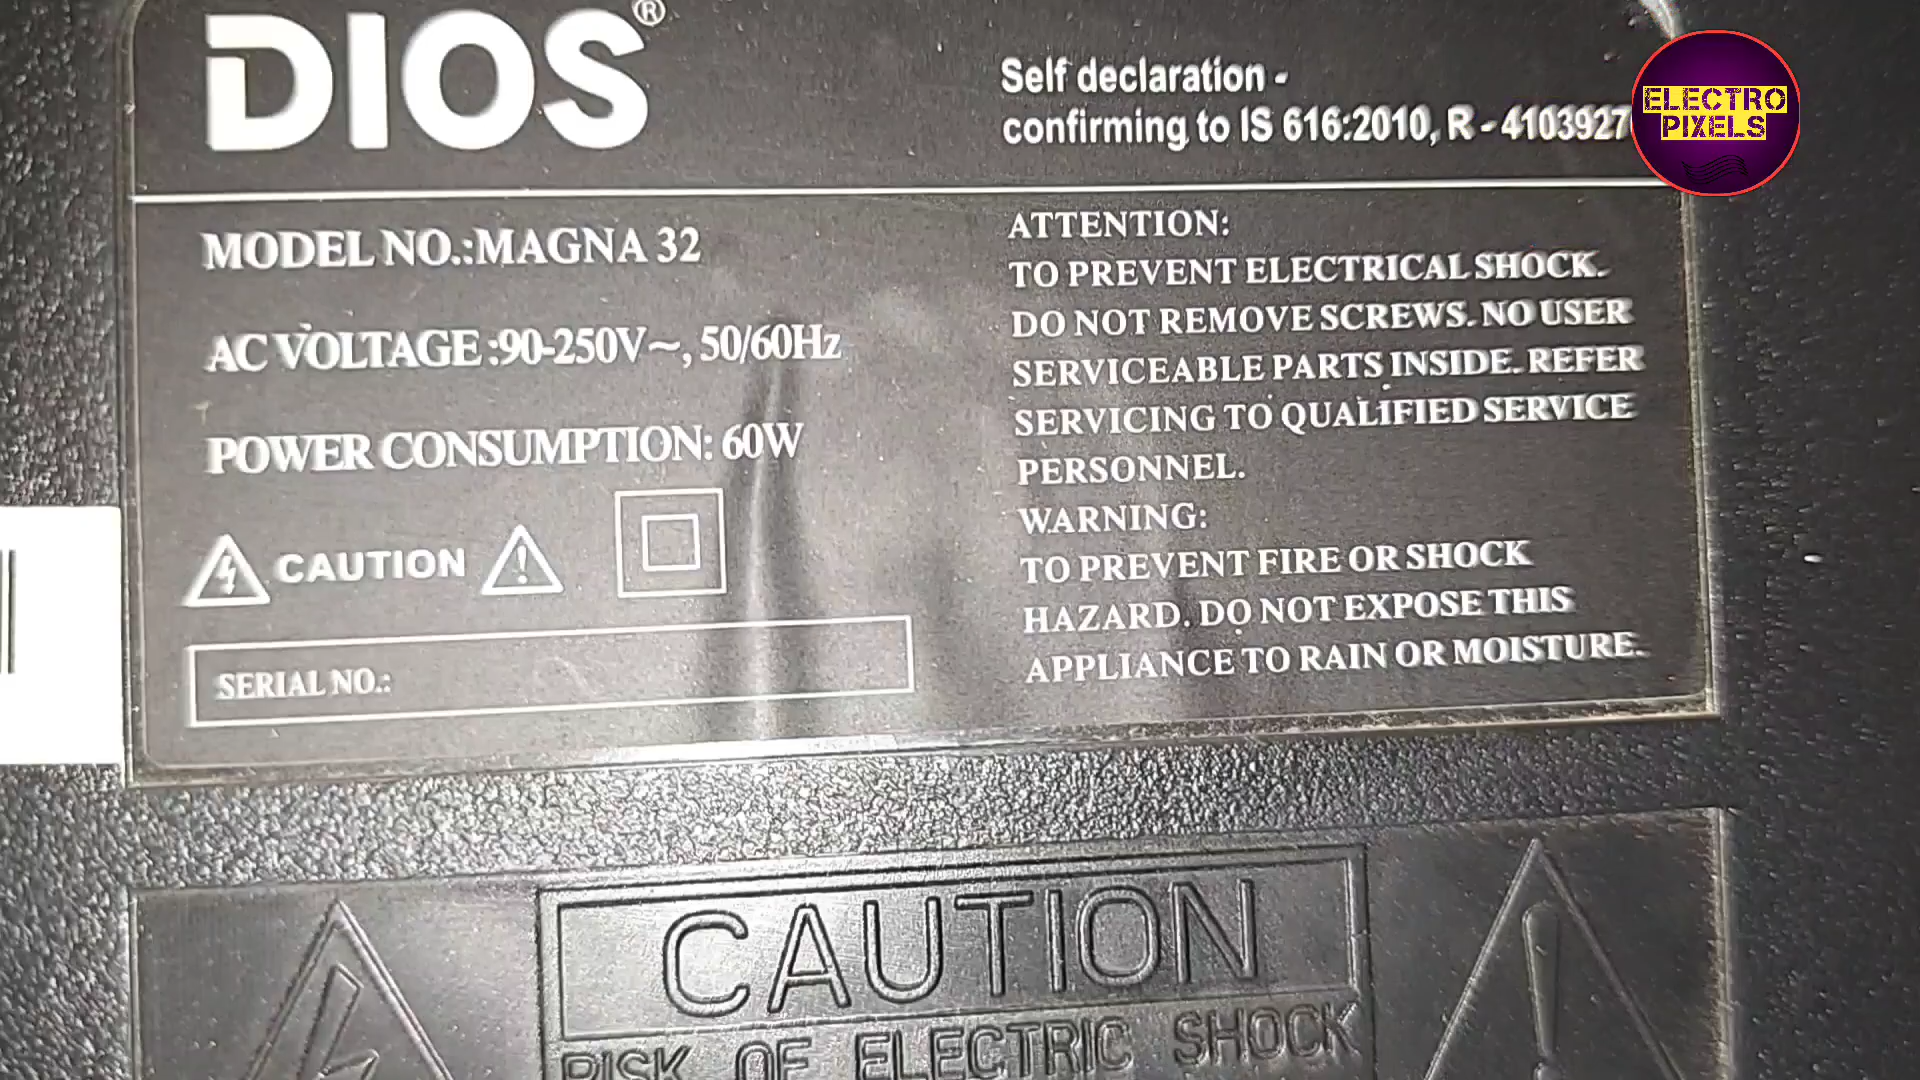 DIOS®
Self declaration -
confirming to IS 616:2010, R - 4103927
ELECTRO
PIXELS
MODEL NO.:MAGNA 32
AC VOLTAGE :90-250V~, 50/60Hz
POWER CONSUMPTION: 60W
CAUTION
SERIAL NO.:
ATTENTION:
TO PREVENT ELECTRICAL SHOCK.
DO NOT REMOVE SCREWS. NO USER
SERVICEABLE PARTS INSIDE. REFER
SERVICING TO QUALIFIED SERVICE
PERSONNEL.
WARNING:
TO PREVENT FIRE OR SHOCK
HAZARD. DO NOT EXPOSE THIS
APPLIANCE TO RAIN OR MOISTURE.
CAUTION
RISK OF ELECTRIC SHOCK